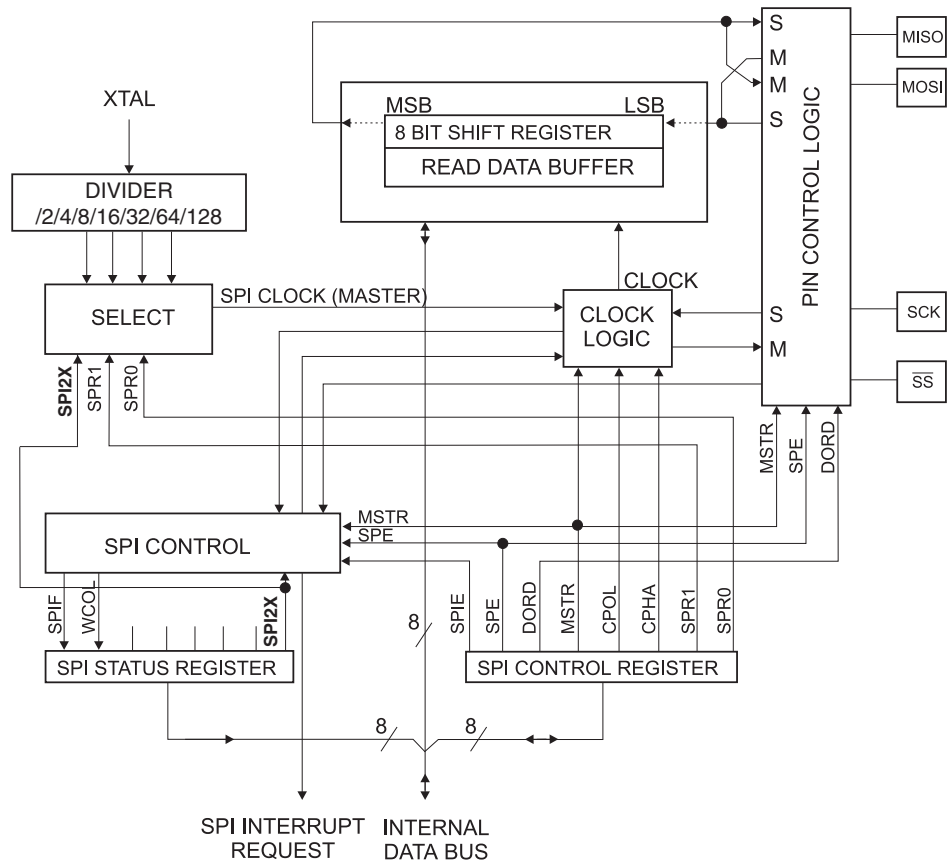 S
MISO
M
XTAL
MSB
LSB
M
MOSI
8 BIT SHIFT REGISTER
S
READ DATA BUFFER
DIVIDER
/2/4/8/16/32/64/128
PIN CONTROL LOGIC
SPI CLOCK (MASTER)
CLOCK
SELECT
CLOCK
LOGIC
S
SCK
M
SPI2X
SPR1
SPR0
SS
MSTR
SPE
DORD
MSTR
SPE
SPI CONTROL
SPIF
WCOL
SPI2X
8
SPIE
SPE
DORD
MSTR
CPOL
CPHA
SPR1
SPR0
SPI STATUS REGISTER
SPI CONTROL REGISTER
8
8
SPI INTERRUPT
REQUEST
INTERNAL
DATA BUS